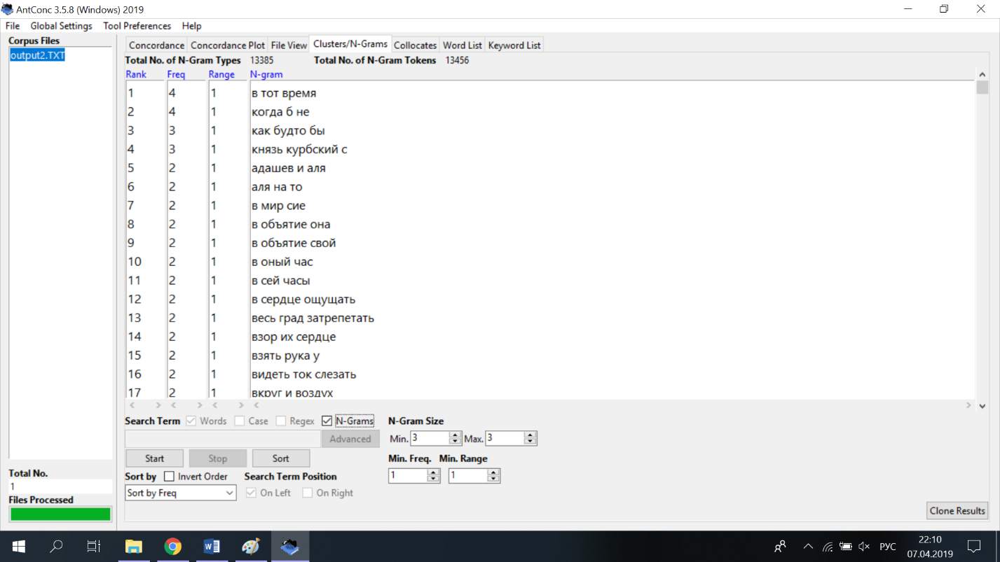 AntConc 3.5.8 (Windows) 2019
File Global Settings Tool Preferences Help
Corpus Files
output2.TXT
Concordance Concordance Plot File View Clusters/N-Grams Collocates Word List Keyword List
Total No. of N-Gram Types 13385 Total No. of N-Gram Tokens 13456
Rank Freq Range N-gram
1 4 1 в тот время
2 4 1 когда б не
3 3 1 как будто бы
4 3 1 князь курбский с
5 2 1 адашев и аля
6 2 1 аля на то
7 2 1 в мир сие
8 2 1 в объятие она
9 2 1 в объятие свой
10 2 1 в оный час
11 2 1 в сей часы
12 2 1 в сердце ощущать
13 2 1 весь град затрепетать
14 2 1 взор их сердце
15 2 1 взять рука у
16 2 1 видеть ток слезать
17 2 1 вкруг и воздух
Search Term Words Case Regex N-Grams N-Gram Size
Advanced Min. 3 Max. 3
Start Stop Sort Min. Freq. Min. Range
Sort by Invert Order Search Term Position 1 1
Sort by Freq On Left On Right
Total No.
1
Files Processed
Clone Results
РУС
22:10
07.04.2019